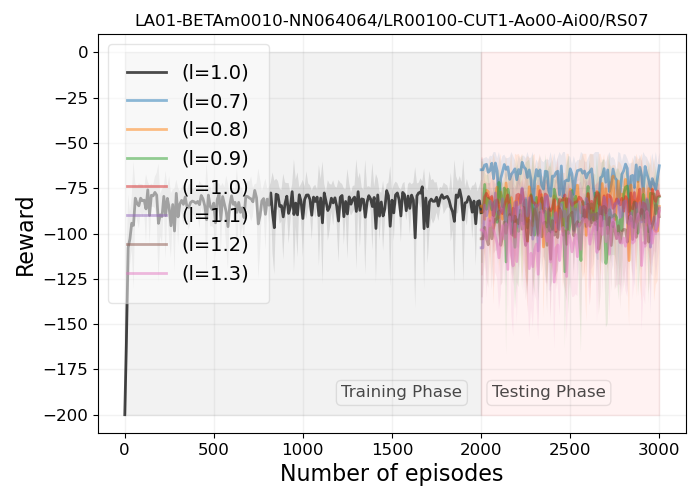 LA01-BETAm0010-NN064064/LR00100-CUT1-Ao00-Ai00/RS07
0
−25
−50
−75
−100
−125
−150
−175
−200
Reward
(l=1.0)
(l=0.7)
(l=0.8)
(l=0.9)
(l=1.0)
(l=1.1)
(l=1.2)
(l=1.3)
Training Phase
Testing Phase
0
500
1000
1500
2000
2500
3000
Number of episodes